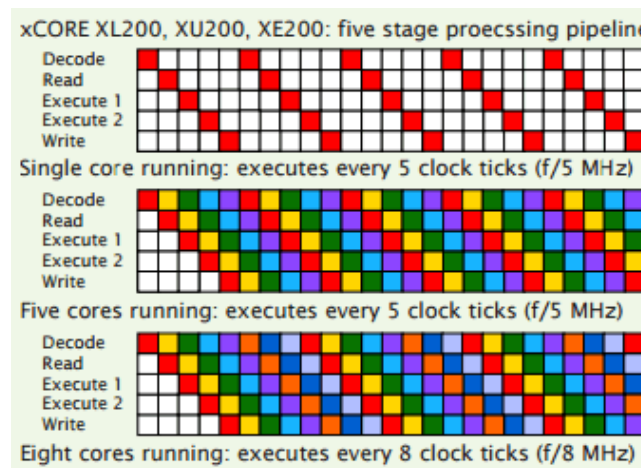 xCORE XL200, XU200, XE200: five stage proecssing pipeline
Decode
Read
Execute 1
Execute 2
Write
Single core running: executes every 5 clock ticks (f/5 MHz)
Decode
Read
Execute 1
Execute 2
Write
Five cores running: executes every 5 clock ticks (f/5 MHz)
Decode
Read
Execute 1
Execute 2
Write
Eight cores running: executes every 8 clock ticks (f/8 MHz)